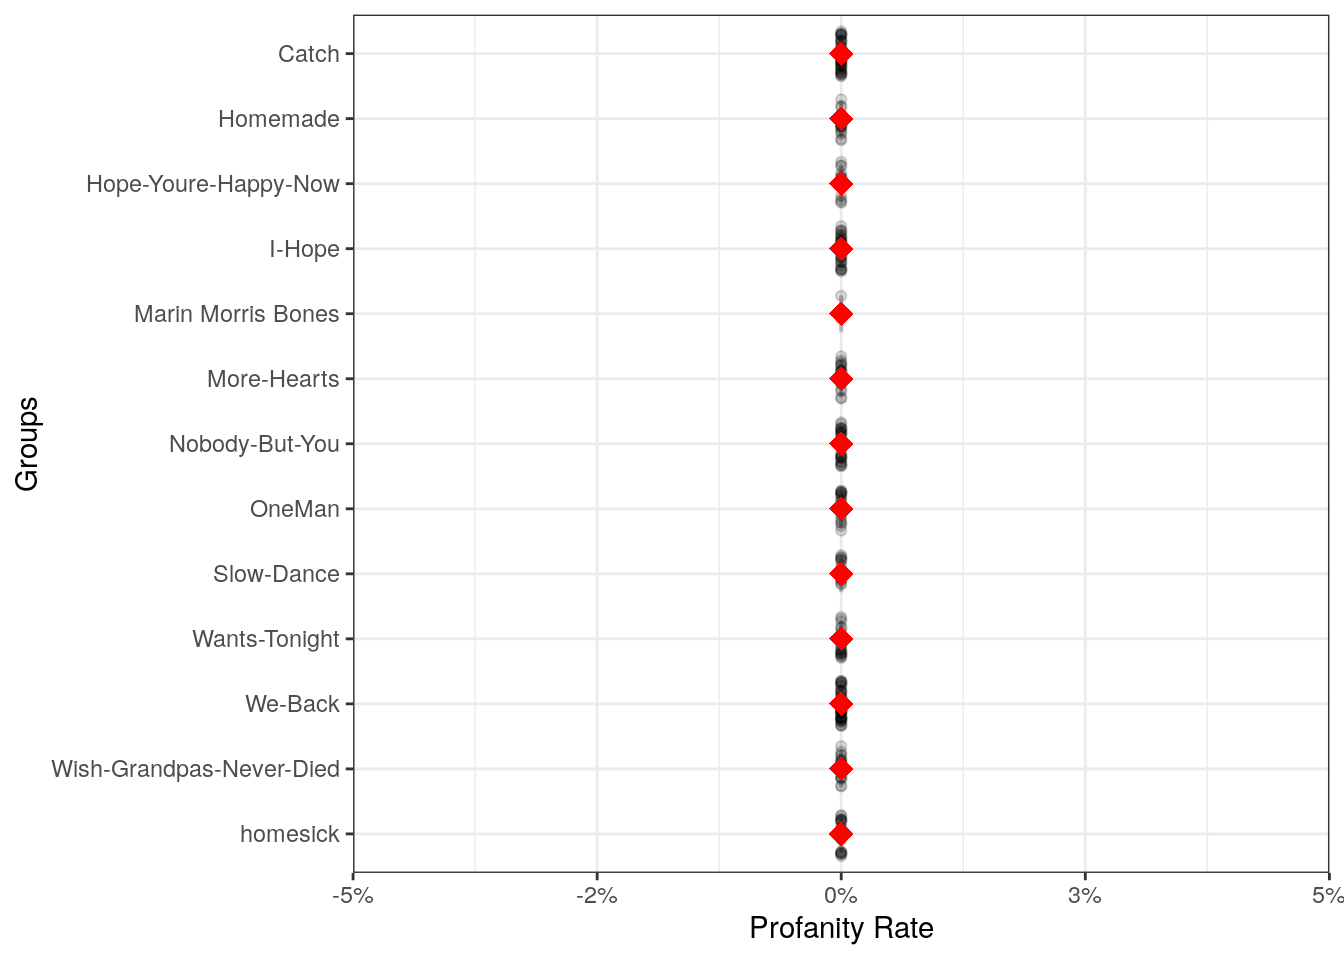 Catch
Homemade
Hope-Youre-Happy-Now
I-Hope
Marin Morris Bones
More-Hearts
Nobody-But-You
OneMan
Slow-Dance
Wants-Tonight
We-Back
Wish-Grandpas-Never-Died
homesick
Groups
-5% -2% 0% 3% 5%
Profanity Rate